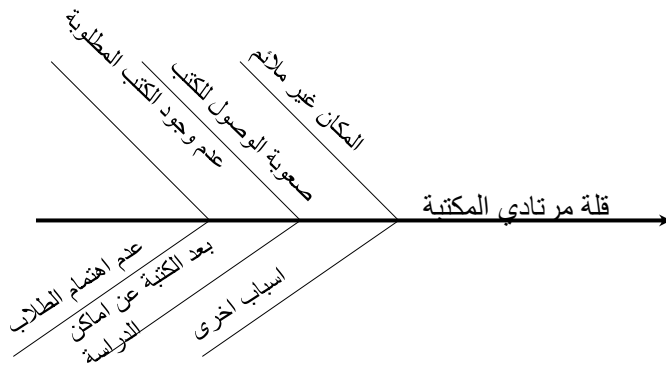 عدم وجود الكتب المطلوبة
صعوبة الوصول للكتب
المكان غير ملائم
قلة مرتادي المكتبة
عدم اهتمام الطلاب
بعد الكتبة عن اماكن
الدراسة
اسباب اخرى